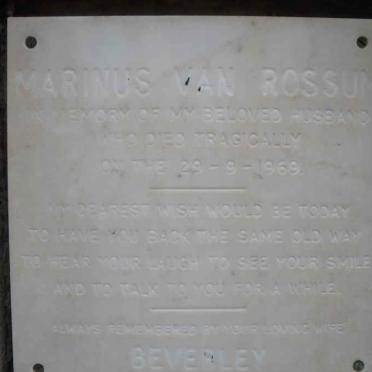 MARINUS VAN ROSSUM
IN MEMORY OF MY BELOVED HUSBAND
WHO DIED TRAGICALLY
ON THE 29-9-1969.
MY DEAREST WISH WOULD BE TODAY
TO HAVE YOU BACK THE SAME OLD WAY
TO HEAR YOUR LAUGH TO SEE YOUR SMILE
AND TO TALK TO YOU FOR A WHILE.
ALWAYS REMEMBERED BY YOUR LOVING WIFE
BEVERLEY